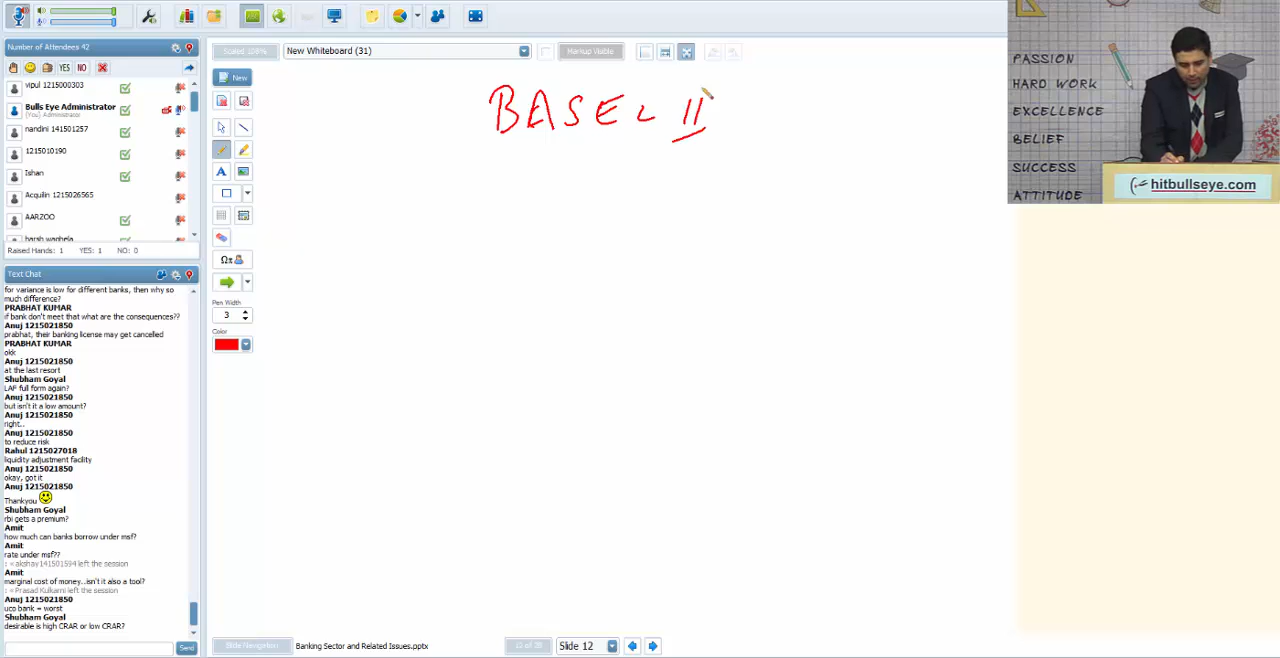 Scaled 100%
New Whiteboard (31)
Markup Visible
Number of Attendees 42
YES
NO
vipul 1215000303
Bulls Eye Administrator
(You) Administrator
nandini 141501257
1215010190
Ishan
Acquilin 1215026565
AARZOO
harsh waghela
Raised Hands: 1 YES: 1 NO: 0
Text Chat
for variance is low for different banks, then why so
much difference?
PRABHAT KUMAR
if bank don't meet that what are the consequences??
Anuj 1215021850
prabhat, their banking license may get cancelled
PRABHAT KUMAR
okk
Anuj 1215021850
at the last resort
Shubham Goyal
LAF full form again?
Anuj 1215021850
but isn't it a low amount?
Anuj 1215021850
right..
Anuj 1215021850
to reduce risk
Rahul 1215027018
liquidity adjustment facility
Anuj 1215021850
okay, got it
Anuj 1215021850
Thankyou
Shubham Goyal
rbi gets a premium?
Amit
how much can banks borrow under msf?
Amit
rate under msf??
: « akshay141501594 left the session
Amit
marginal cost of money..isn't it also a tool?
: « Prasad Kulkarni left the session
Anuj 1215021850
uco bank = worst
Shubham Goyal
desirable is high CRAR or low CRAR?
Send
New
A
Ωπ
Pen Width
3
Color
BASEL II
Slide Navigation
Banking Sector and Related Issues.pptx
12 of 28
Slide 12
PASSION
HARD WORK
EXCELLENCE
BELIEF
SUCCESS
ATTITUDE
hitbullseye.com